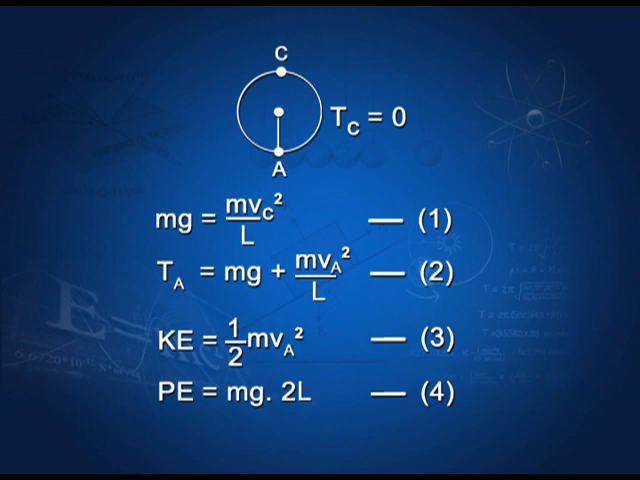 C
T_C = 0
A
mg = mv_C²/L — (1)
T_A = mg + mv_A²/L — (2)
KE = 1/2 mv_A² — (3)
PE = mg. 2L — (4)